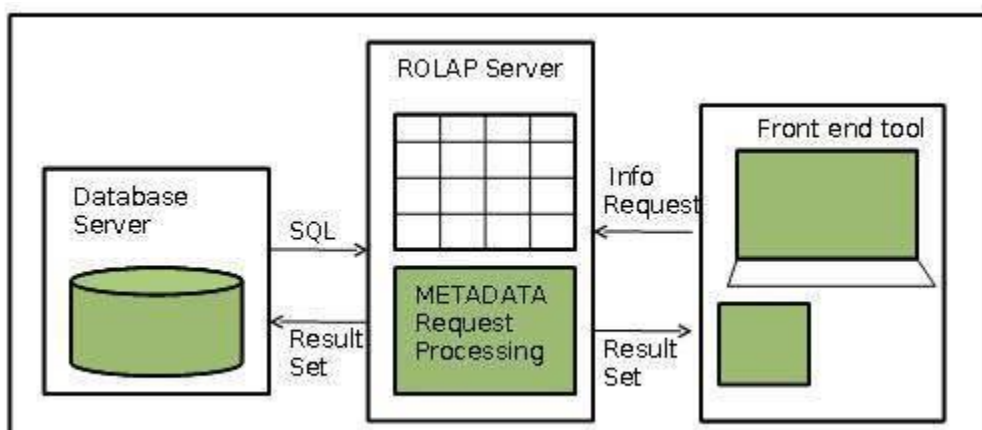 Database
Server
SQL
Result
Set
ROLAP Server
METADATA
Request
Processing
Info
Request
Result
Set
Front end tool